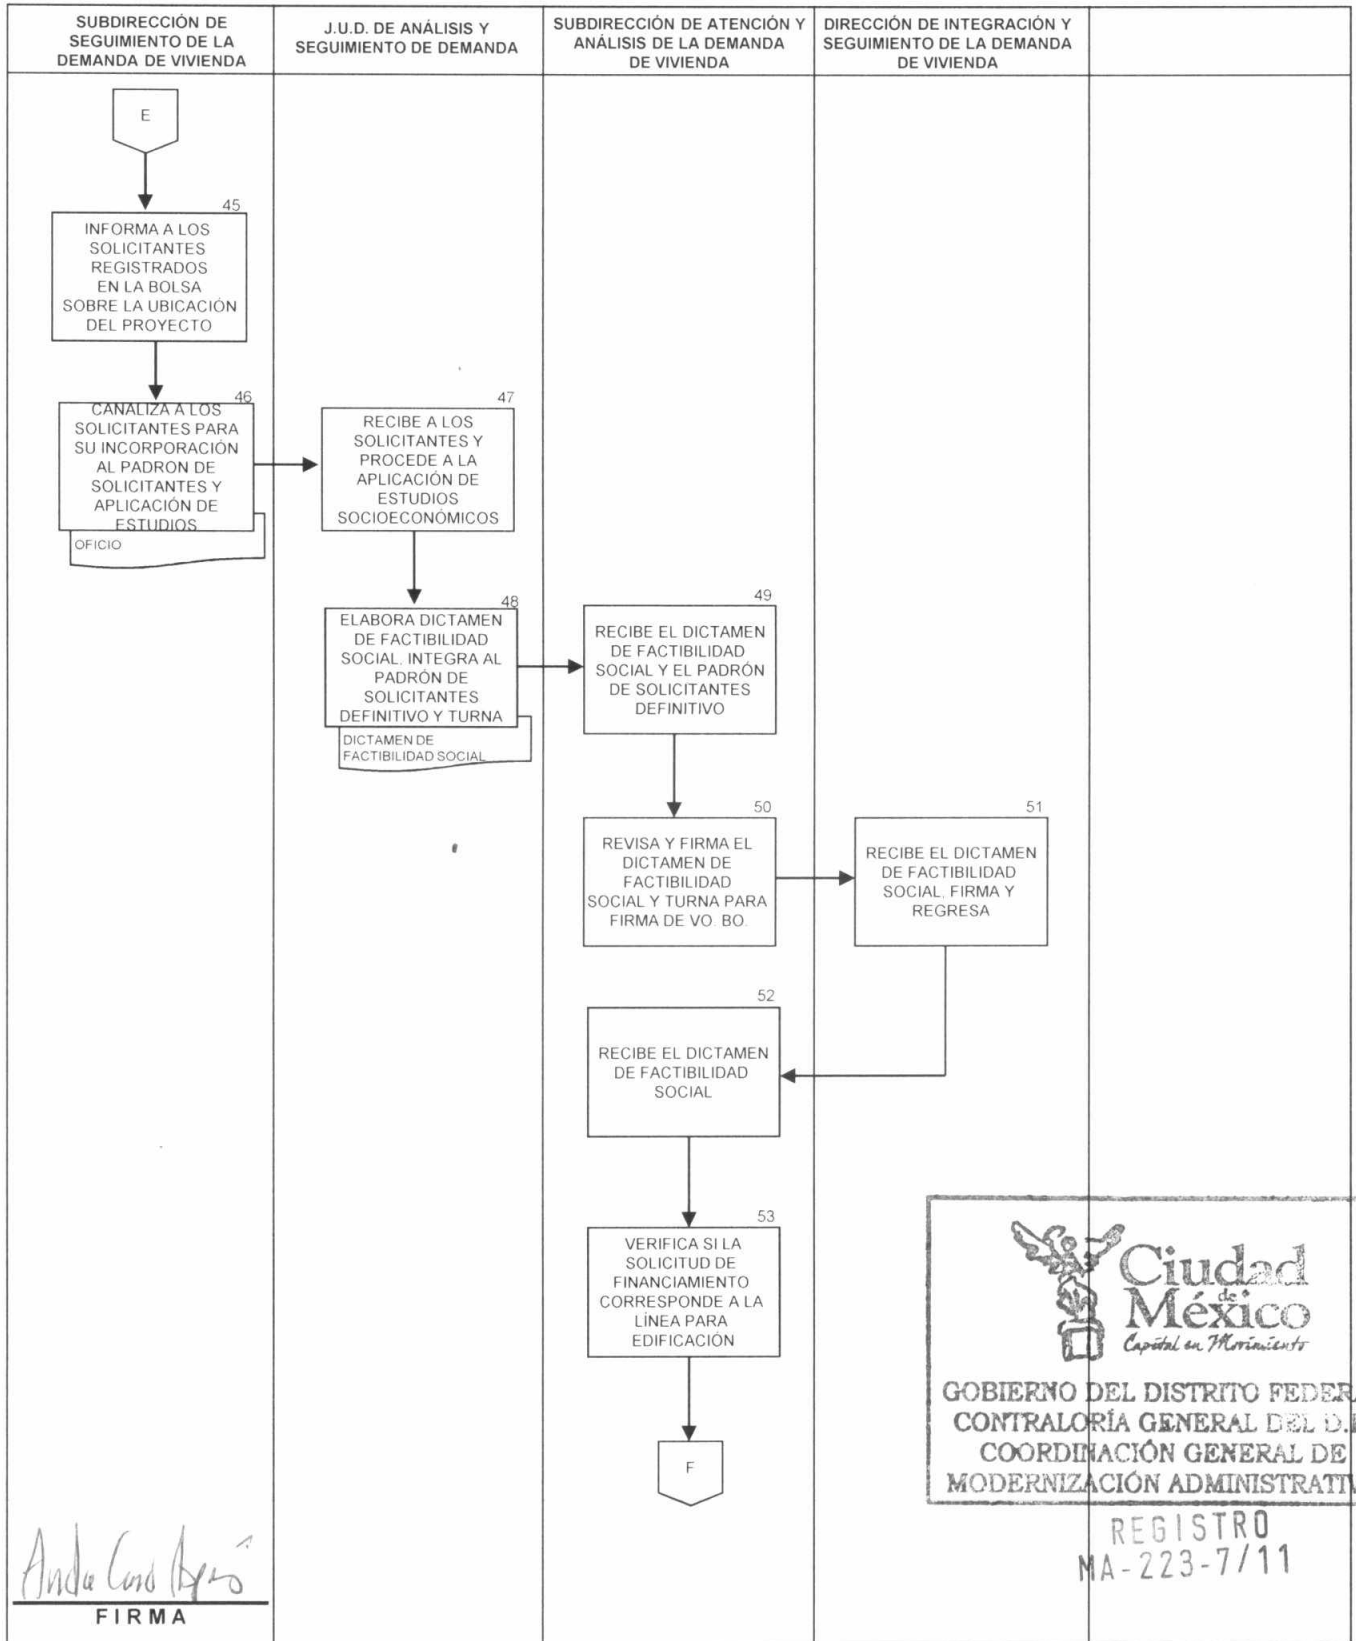 SUBDIRECCIÓN DE
SEGUIMIENTO DE LA
DEMANDA DE VIVIENDA
J.U.D. DE ANÁLISIS Y
SEGUIMIENTO DE DEMANDA
SUBDIRECCIÓN DE ATENCIÓN Y
ANÁLISIS DE LA DEMANDA
DE VIVIENDA
DIRECCIÓN DE INTEGRACIÓN Y
SEGUIMIENTO DE LA DEMANDA
DE VIVIENDA
E
45
INFORMA A LOS
SOLICITANTES
REGISTRADOS
EN LA BOLSA
SOBRE LA UBICACIÓN
DEL PROYECTO
46
CANALIZA A LOS
SOLICITANTES PARA
SU INCORPORACIÓN
AL PADRON DE
SOLICITANTES Y
APLICACIÓN DE
ESTUDIOS
OFICIO
47
RECIBE A LOS
SOLICITANTES Y
PROCEDE A LA
APLICACIÓN DE
ESTUDIOS
SOCIOECONÓMICOS
48
ELABORA DICTAMEN
DE FACTIBILIDAD
SOCIAL, INTEGRA AL
PADRÓN DE
SOLICITANTES
DEFINITIVO Y TURNA
DICTAMEN DE
FACTIBILIDAD SOCIAL
49
RECIBE EL DICTAMEN
DE FACTIBILIDAD
SOCIAL Y EL PADRÓN
DE SOLICITANTES
DEFINITIVO
50
REVISA Y FIRMA EL
DICTAMEN DE
FACTIBILIDAD
SOCIAL Y TURNA PARA
FIRMA DE VO. BO.
51
RECIBE EL DICTAMEN
DE FACTIBILIDAD
SOCIAL, FIRMA Y
REGRESA
52
RECIBE EL DICTAMEN
DE FACTIBILIDAD
SOCIAL
53
VERIFICA SI LA
SOLICITUD DE
FINANCIAMIENTO
CORRESPONDE A LA
LÍNEA PARA
EDIFICACIÓN
F
Ciudad
de
México
Capital en Movimiento
GOBIERNO DEL DISTRITO FEDER
CONTRALORÍA GENERAL DEL D.
COORDINACIÓN GENERAL DE
MODERNIZACIÓN ADMINISTRATI
REGISTRO
MA-223-7/11
FIRMA